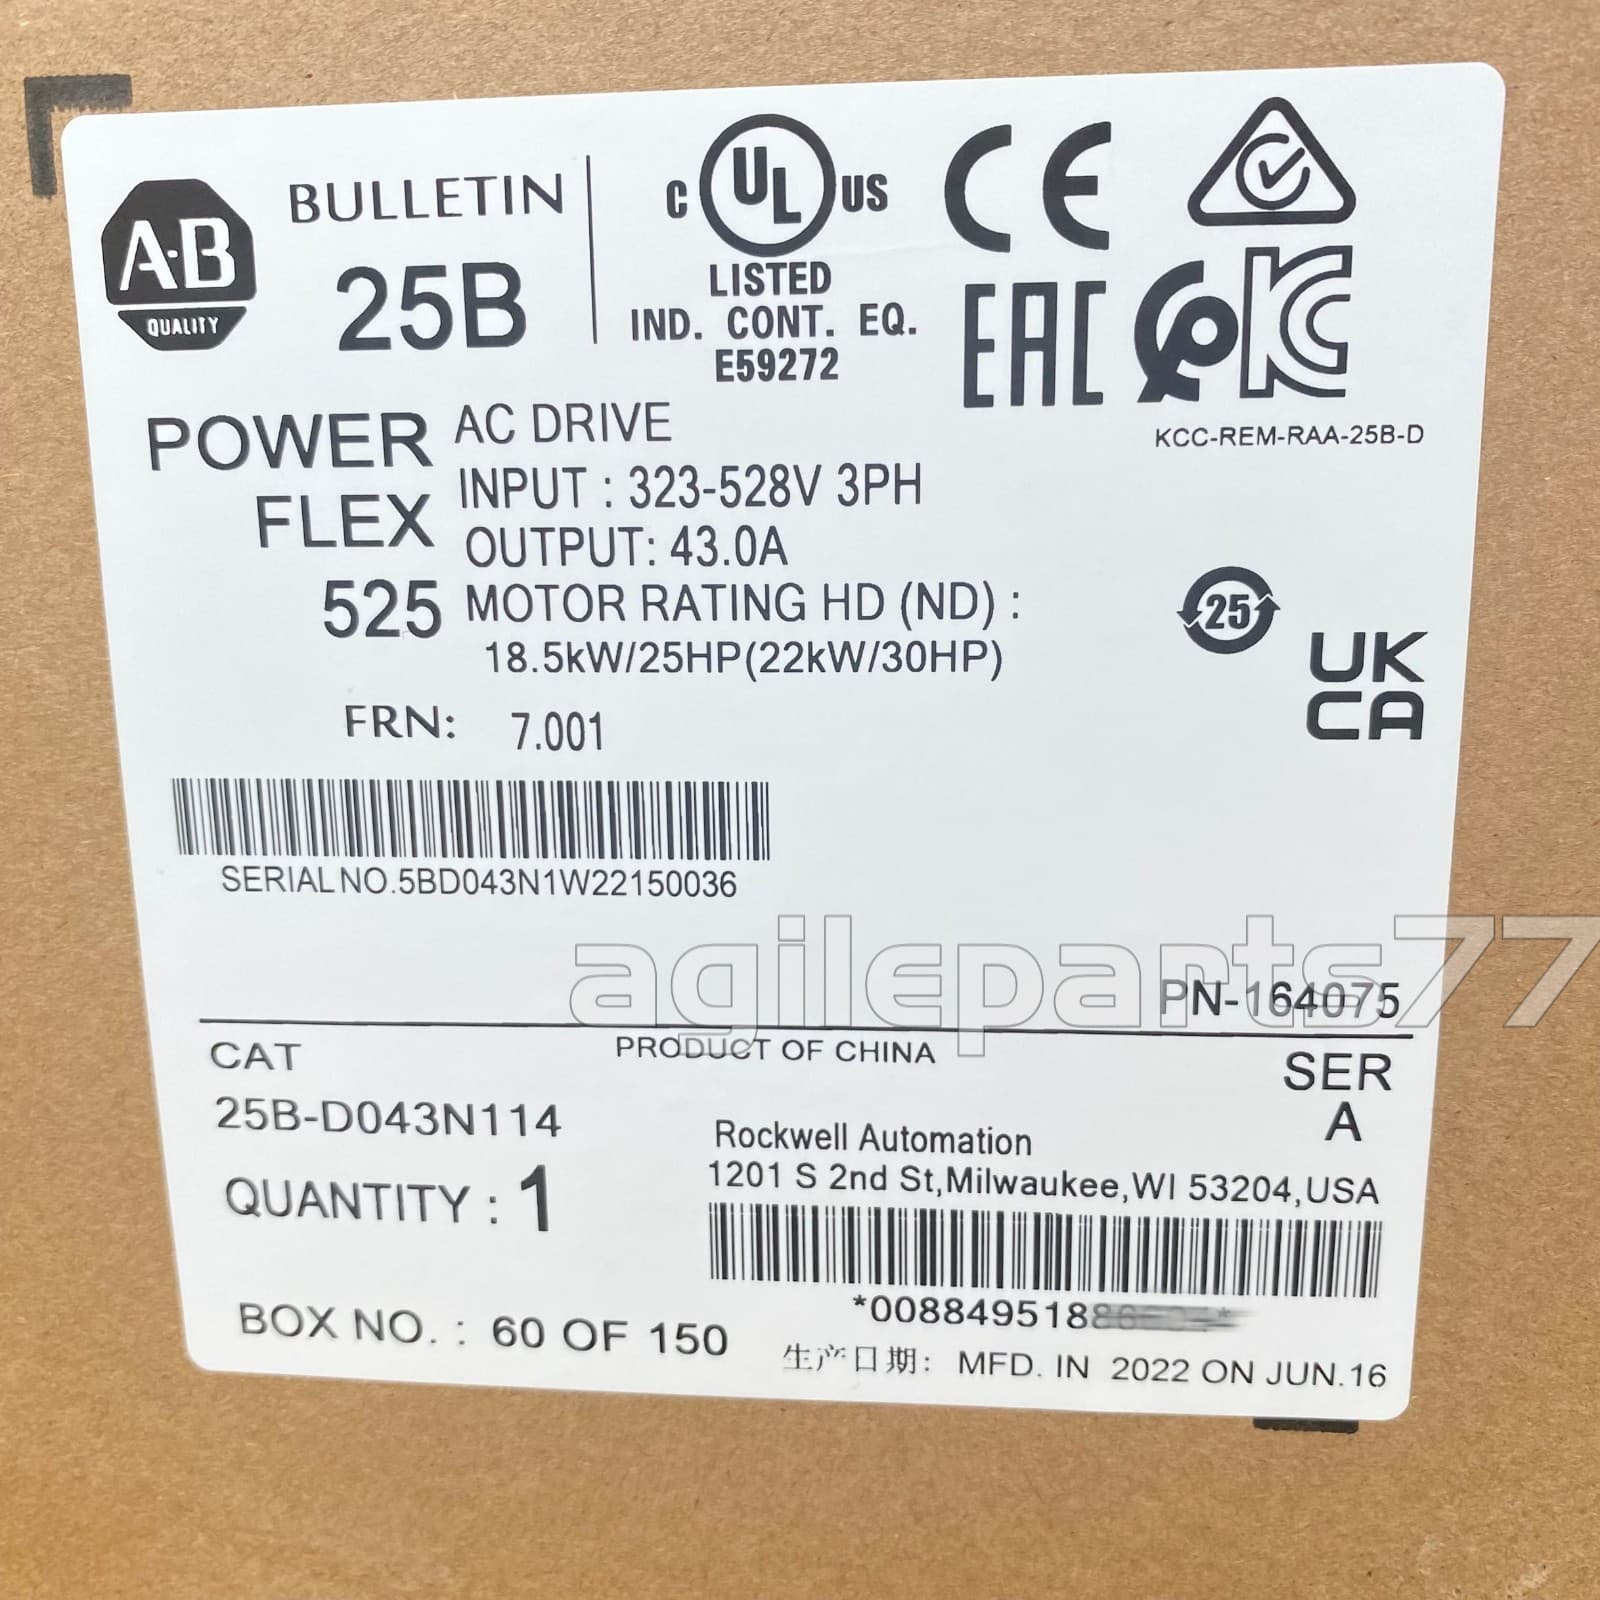 A-B
QUALITY
BULLETIN
25B
C UL US
LISTED
IND. CONT. EQ.
E59272
CE
EAC
KC
KCC-REM-RAA-25B-D
POWER
FLEX
525
AC DRIVE
INPUT : 323-528V 3PH
OUTPUT: 43.0A
MOTOR RATING HD (ND) :
18.5kW/25HP(22kW/30HP)
25
UK
CA
FRN: 7.001
SERIAL NO.5BD043N1W22150036
agileparts77
PN-164075
PRODUCT OF CHINA
CAT
25B-D043N114
SER
A
QUANTITY : 1
Rockwell Automation
1201 S 2nd St,Milwaukee,WI 53204,USA
BOX NO. : 60 OF 150
生产日期: MFD. IN 2022 ON JUN.16